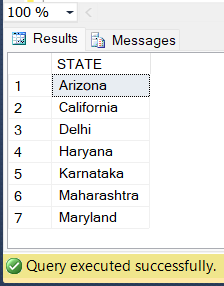 100 %
Results Messages
STATE
1 Arizona
2 California
3 Delhi
4 Haryana
5 Karnataka
6 Maharashtra
7 Maryland
Query executed successfully.